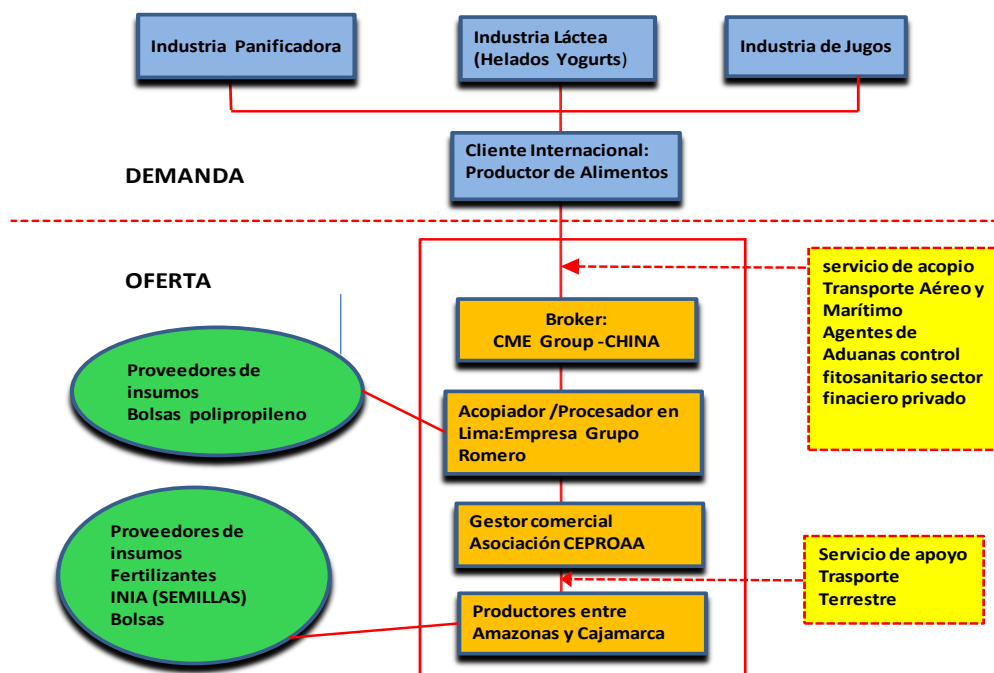 Industria Panificadora
Industria Láctea
(Helados Yogurts)
Industria de Jugos
Cliente Internacional:
Productor de Alimentos
DEMANDA
OFERTA
servicio de acopio
Transporte Aéreo y
Marítimo
Agentes de
Aduanas control
fitosanitario sector
finaciero privado
Broker:
CME Group -CHINA
Proveedores de
insumos
Bolsas polipropileno
Acopiador /Procesador en
Lima:Empresa Grupo
Romero
Gestor comercial
Asociación CEPROAA
Proveedores de
insumos
Fertilizantes
INIA (SEMILLAS)
Bolsas
Servicio de apoyo
Trasporte
Terrestre
Productores entre
Amazonas y Cajamarca